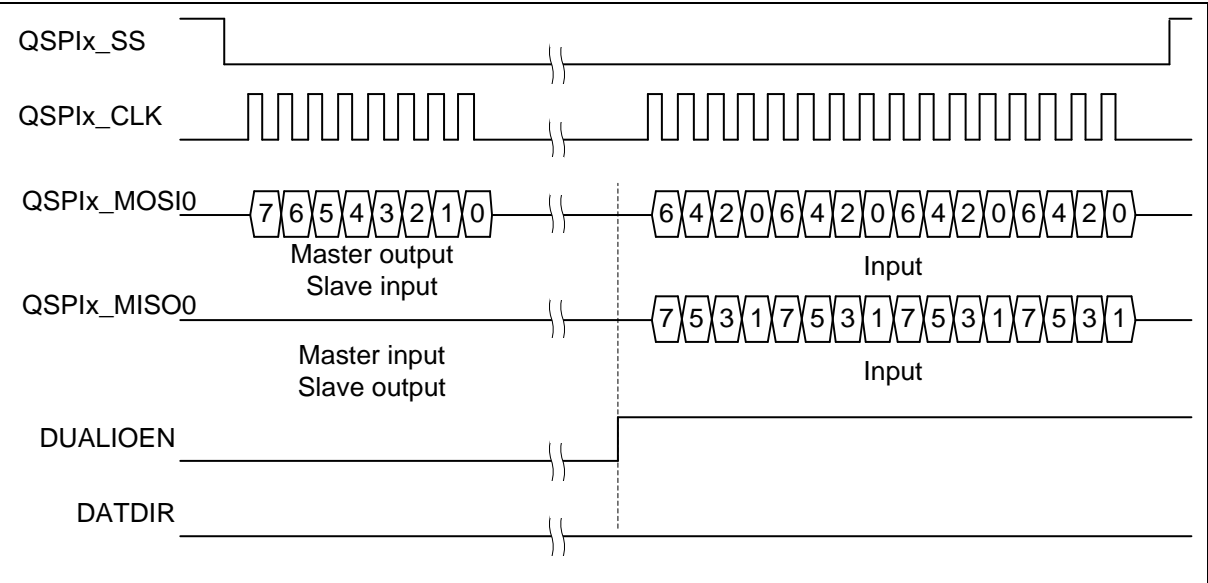 QSPIx_SS
QSPIx_CLK
QSPIx_MOSI0
7 6 5 4 3 2 1 0
6 4 2 0 6 4 2 0 6 4 2 0 6 4 2 0
Master output
Slave input
Input
QSPIx_MISO0
7 5 3 1 7 5 3 1 7 5 3 1 7 5 3 1
Master input
Slave output
Input
DUALIOEN
DATDIR